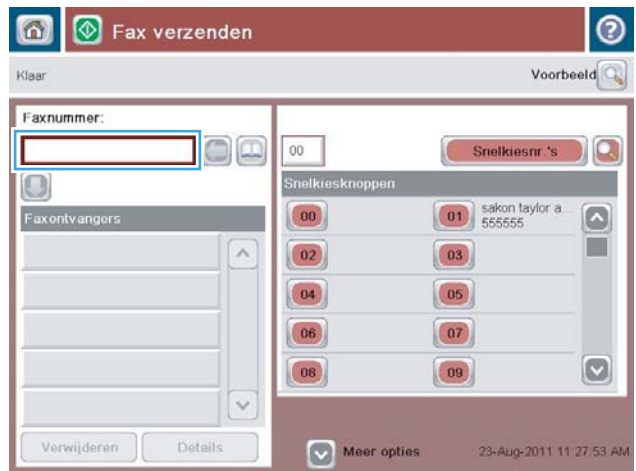 Fax verzenden
?
Klaar
Voorbeeld
Faxnummer:
00
Snelkiesnr.'s
Snelkiesknoppen
Faxontvangers
00
01
sakon taylor a...
555555
02
03
04
05
06
07
08
09
Verwijderen
Details
Meer opties
23-Aug-2011 11:27:53 AM